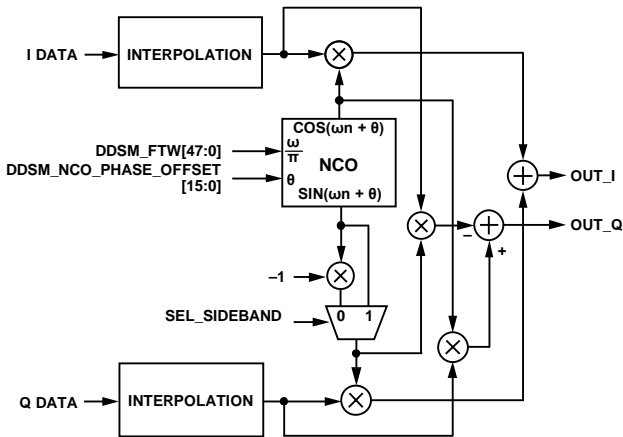 I DATA
INTERPOLATION
COS(ωn + θ)
ω
π
NCO
θ
SIN(ωn + θ)
DDSM_FTW[47:0]
DDSM_NCO_PHASE_OFFSET
[15:0]
OUT_I
OUT_Q
–
+
–1
0 1
SEL_SIDEBAND
Q DATA
INTERPOLATION